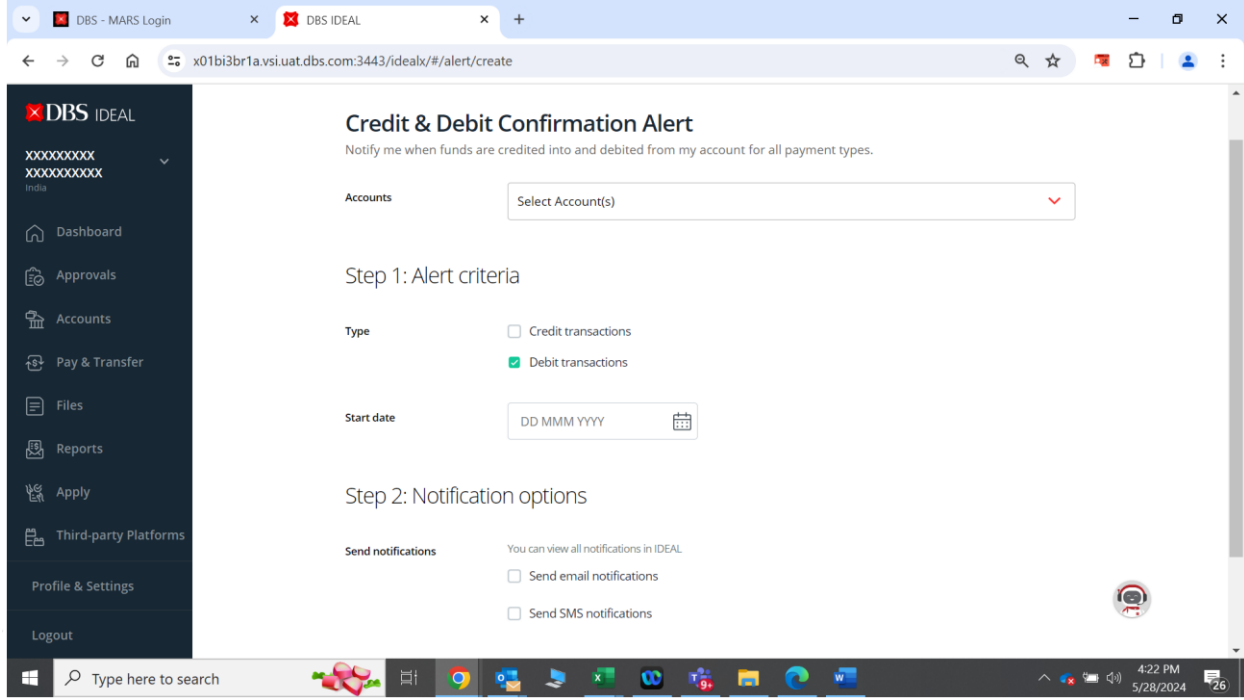 DBS - MARS Login
DBS IDEAL
x01bi3br1a.vsi.uat.dbs.com:3443/idealx/#/alert/create
DBS IDEAL
XXXXXXXXX
XXXXXXXXXX
India
Dashboard
Approvals
Accounts
Pay & Transfer
Files
Reports
Apply
Third-party Platforms
Profile & Settings
Logout
Credit & Debit Confirmation Alert
Notify me when funds are credited into and debited from my account for all payment types.
Accounts
Select Account(s)
Step 1: Alert criteria
Type
Credit transactions
Debit transactions
Start date
DD MMM YYYY
Step 2: Notification options
Send notifications
You can view all notifications in IDEAL
Send email notifications
Send SMS notifications
Type here to search
9+
4:22 PM
5/28/2024
26